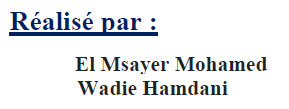 Réalisé par :
El Msayer Mohamed
Wadie Hamdani